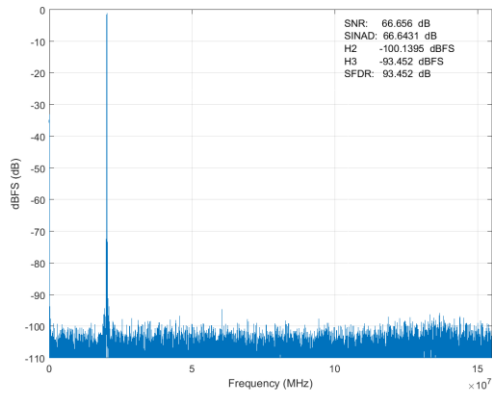 0
-10
-20
-30
-40
-50
-60
-70
-80
-90
-100
-110
dBFS (dB)
SNR: 66.656 dB
SINAD: 66.6431 dB
H2 -100.1395 dBFS
H3 -93.452 dBFS
SFDR: 93.452 dB
0 5 10 15
×10⁷
Frequency (MHz)